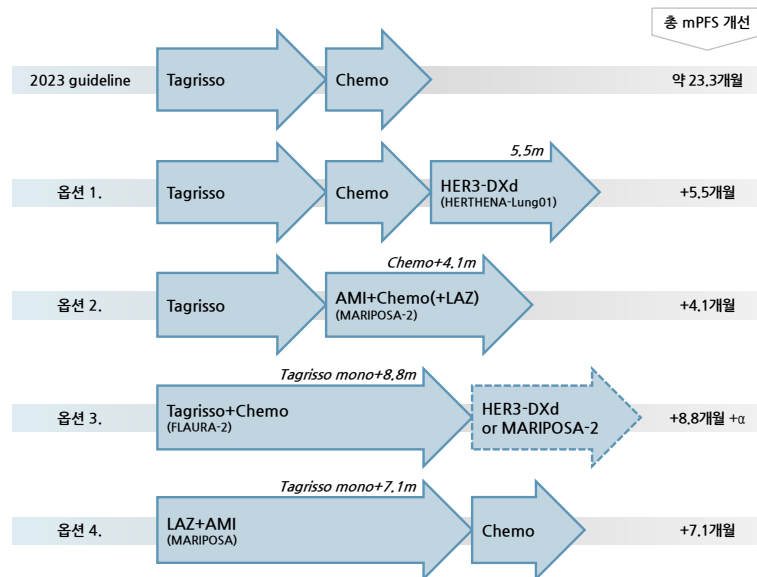 총 mPFS 개선
2023 guideline
Tagrisso
Chemo
약 23.3개월
5.5m
옵션 1.
Tagrisso
Chemo
HER3-DXd
(HERTHENA-Lung01)
+5.5개월
Chemo+4.1m
옵션 2.
Tagrisso
AMI+Chemo(+LAZ)
(MARIPOSA-2)
+4.1개월
Tagrisso mono+8.8m
옵션 3.
Tagrisso+Chemo
(FLAURA-2)
HER3-DXd
or MARIPOSA-2
+8.8개월 +α
Tagrisso mono+7.1m
옵션 4.
LAZ+AMI
(MARIPOSA)
Chemo
+7.1개월